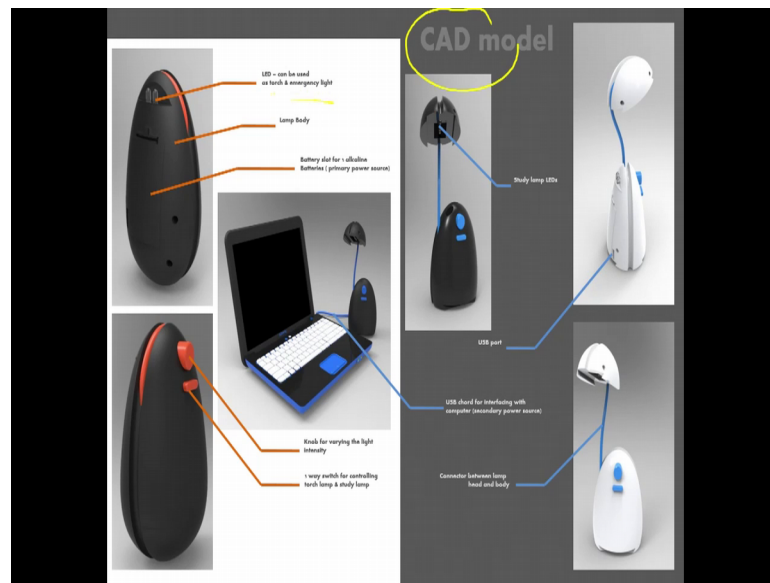 CAD model
LED – can be used
as torch & emergency light
Lamp Body
Battery slot for 1 alkaline
Batteries ( primary power source)
Study lamp LEDs
USB port
USB chord for interfacing with
computer (secondary power source)
Knob for varying the light
intensity
1 way switch for controlling
torch lamp & study lamp
Connector between lamp
head and body